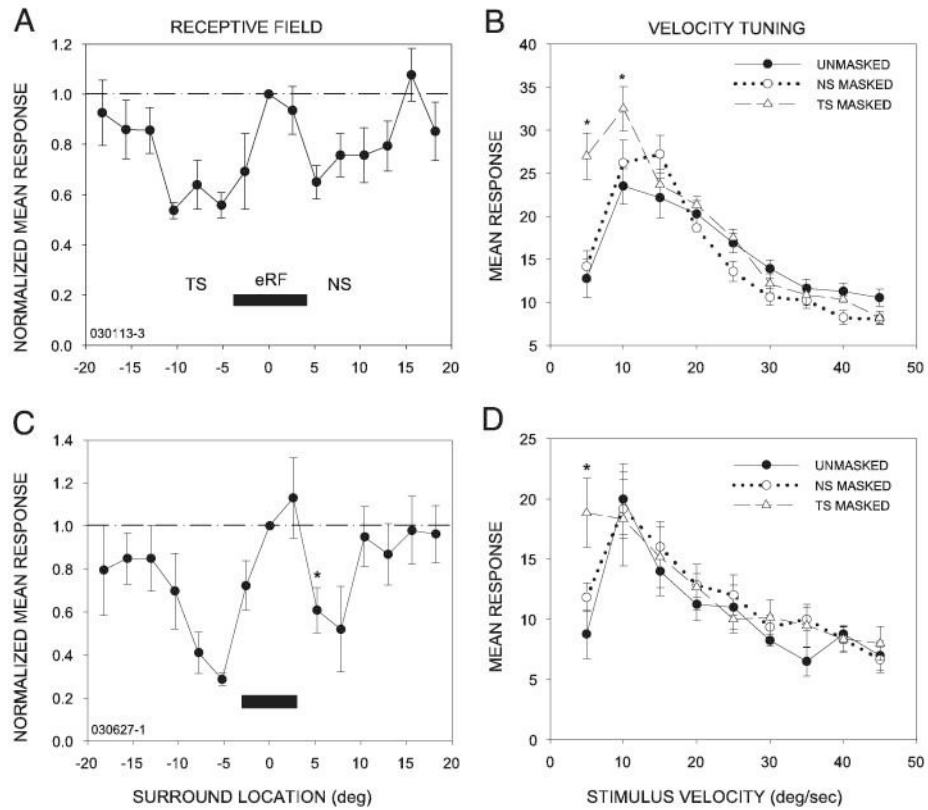 A
RECEPTIVE FIELD
NORMALIZED MEAN RESPONSE
1.2
1.0
0.8
0.6
0.4
0.2
0.0
TS
eRF
NS
030113-3
-20 -15 -10 -5 0 5 10 15 20
B
VELOCITY TUNING
MEAN RESPONSE
40
35
30
25
20
15
10
5
*
*
UNMASKED
NS MASKED
TS MASKED
0 10 20 30 40 50
C
NORMALIZED MEAN RESPONSE
1.4
1.2
1.0
0.8
0.6
0.4
0.2
0.0
*
030627-1
-20 -15 -10 -5 0 5 10 15 20
SURROUND LOCATION (deg)
D
MEAN RESPONSE
25
20
15
10
5
0
*
UNMASKED
NS MASKED
TS MASKED
0 10 20 30 40 50
STIMULUS VELOCITY (deg/sec)